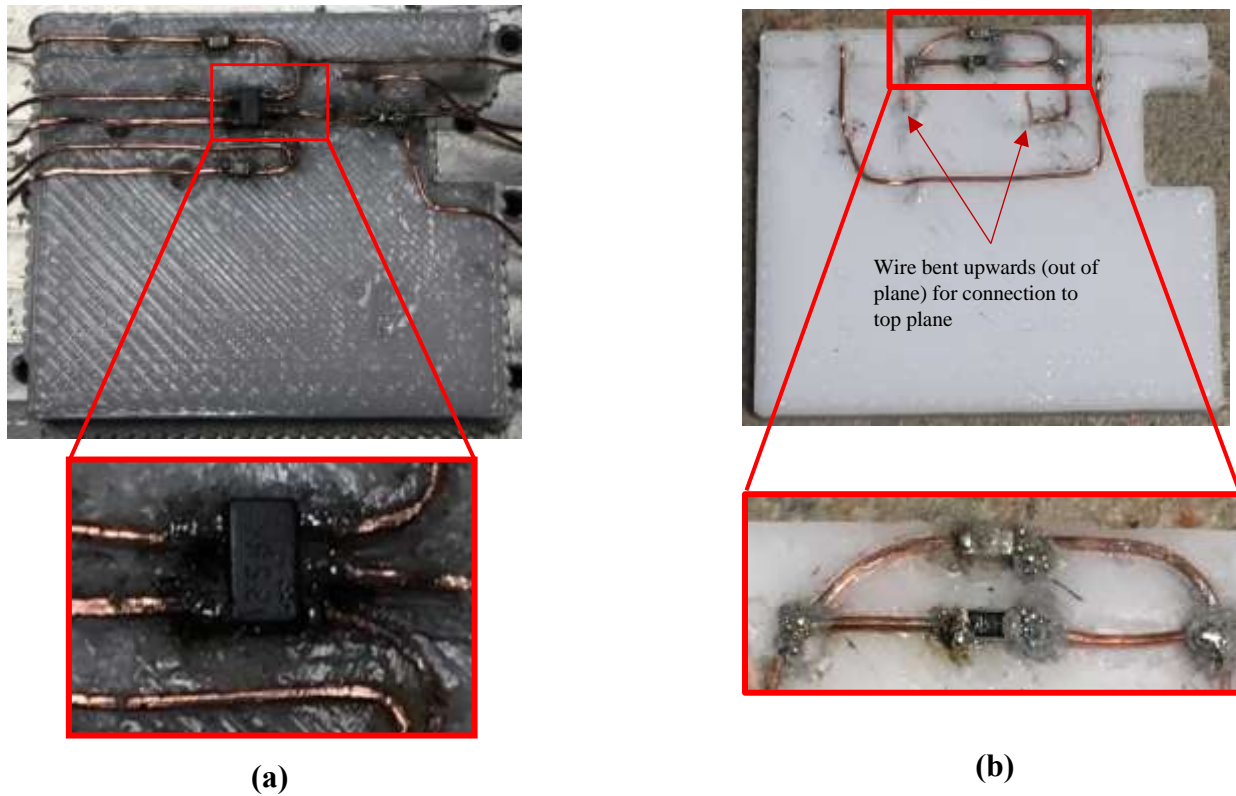 Wire bent upwards (out of
plane) for connection to
top plane
(a)
(b)